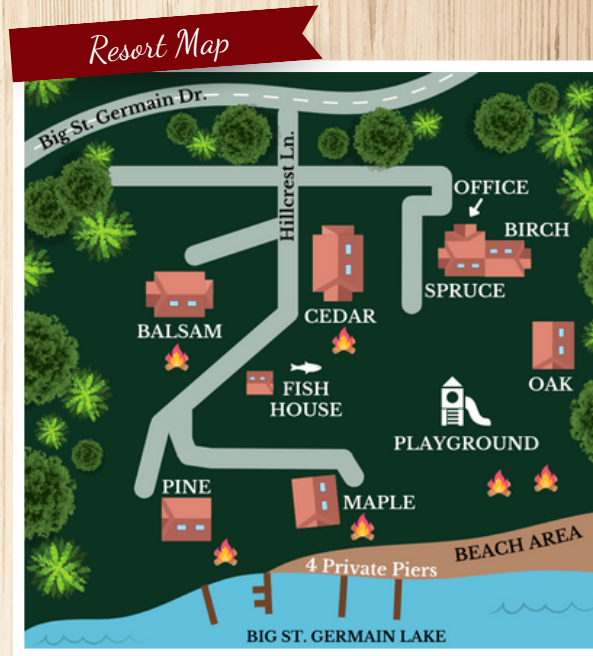 Resort Map
Big St. Germain Dr.
Hillcrest Ln.
OFFICE
BIRCH
SPRUCE
CEDAR
BALSAM
OAK
FISH
HOUSE
PLAYGROUND
PINE
MAPLE
BEACH AREA
4 Private Piers
BIG ST. GERMAIN LAKE